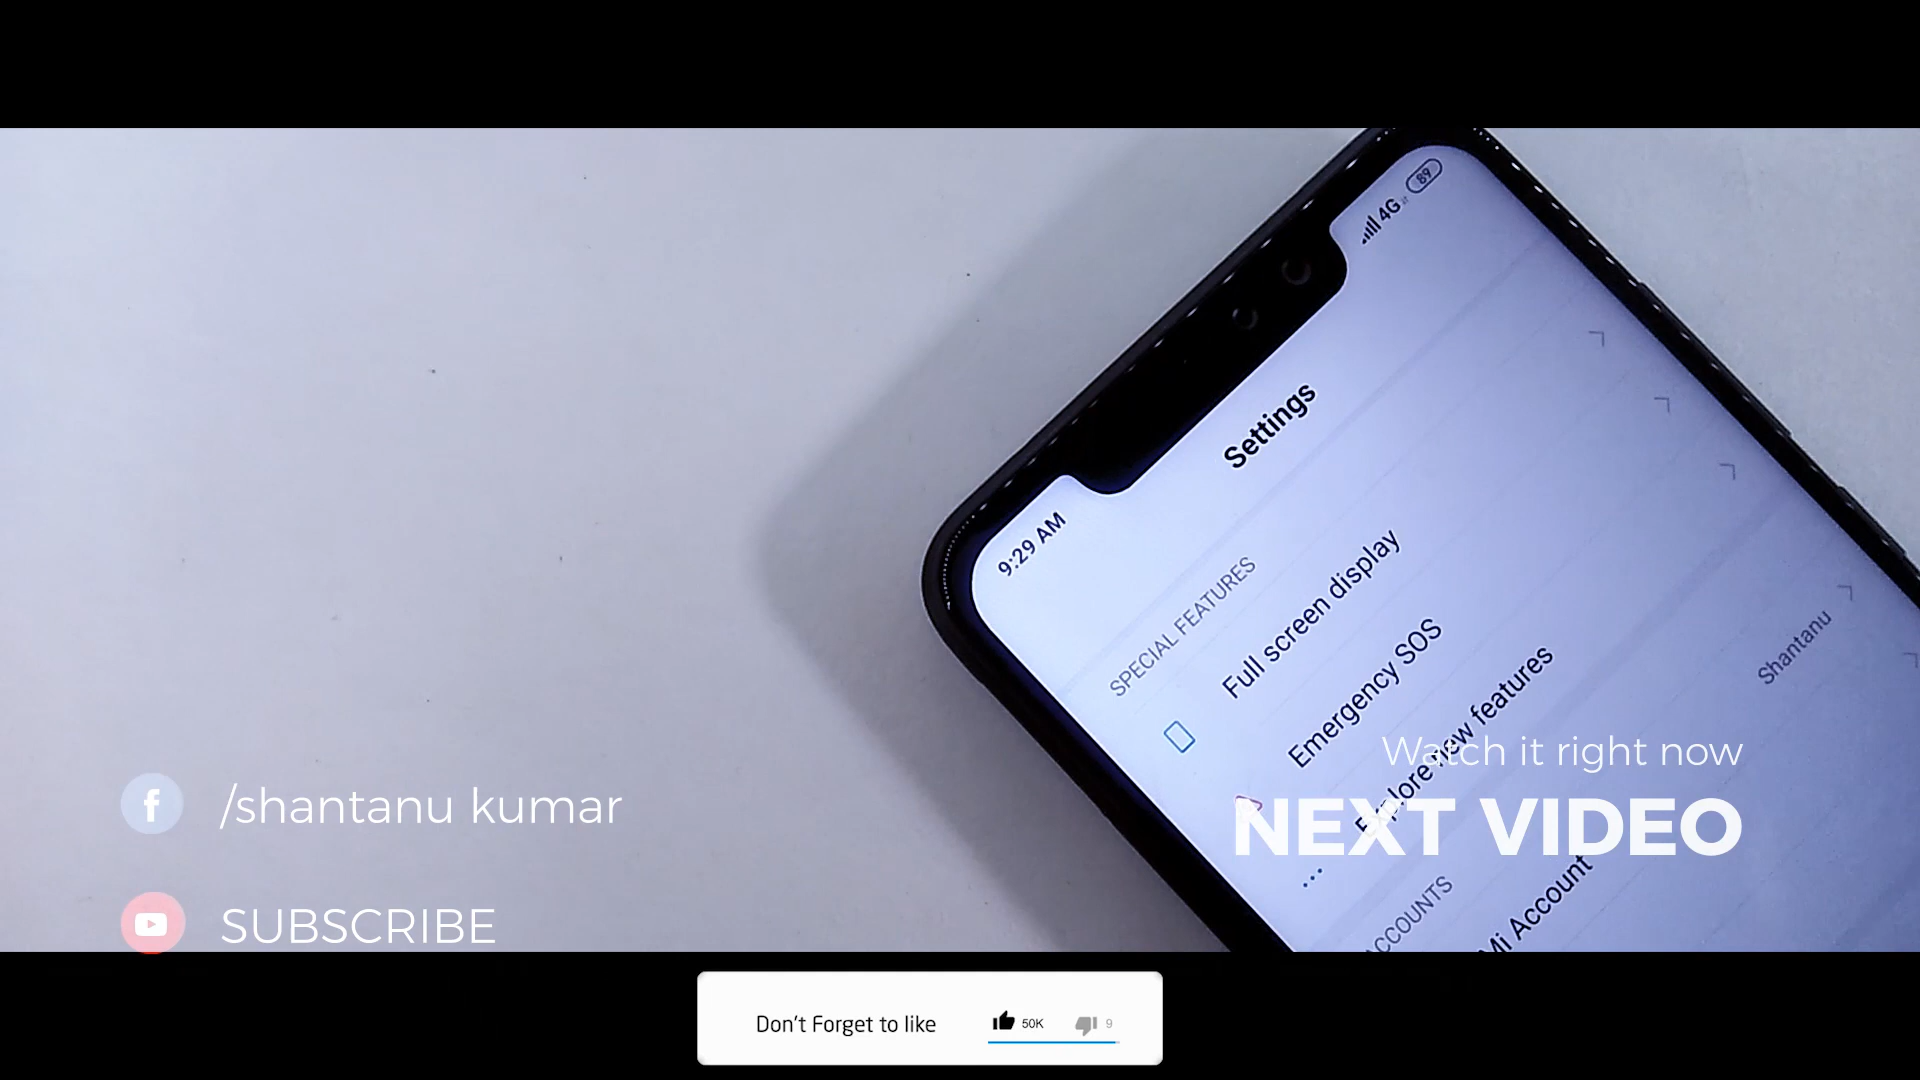 89
4G
9:29 AM
Settings
SPECIAL FEATURES
Full screen display
Emergency SOS
Explore new features
Shantanu
ACCOUNTS
Mi Account
Watch it right now
NEXT VIDEO
f /shantanu kumar
SUBSCRIBE
Don't Forget to like 50K 9